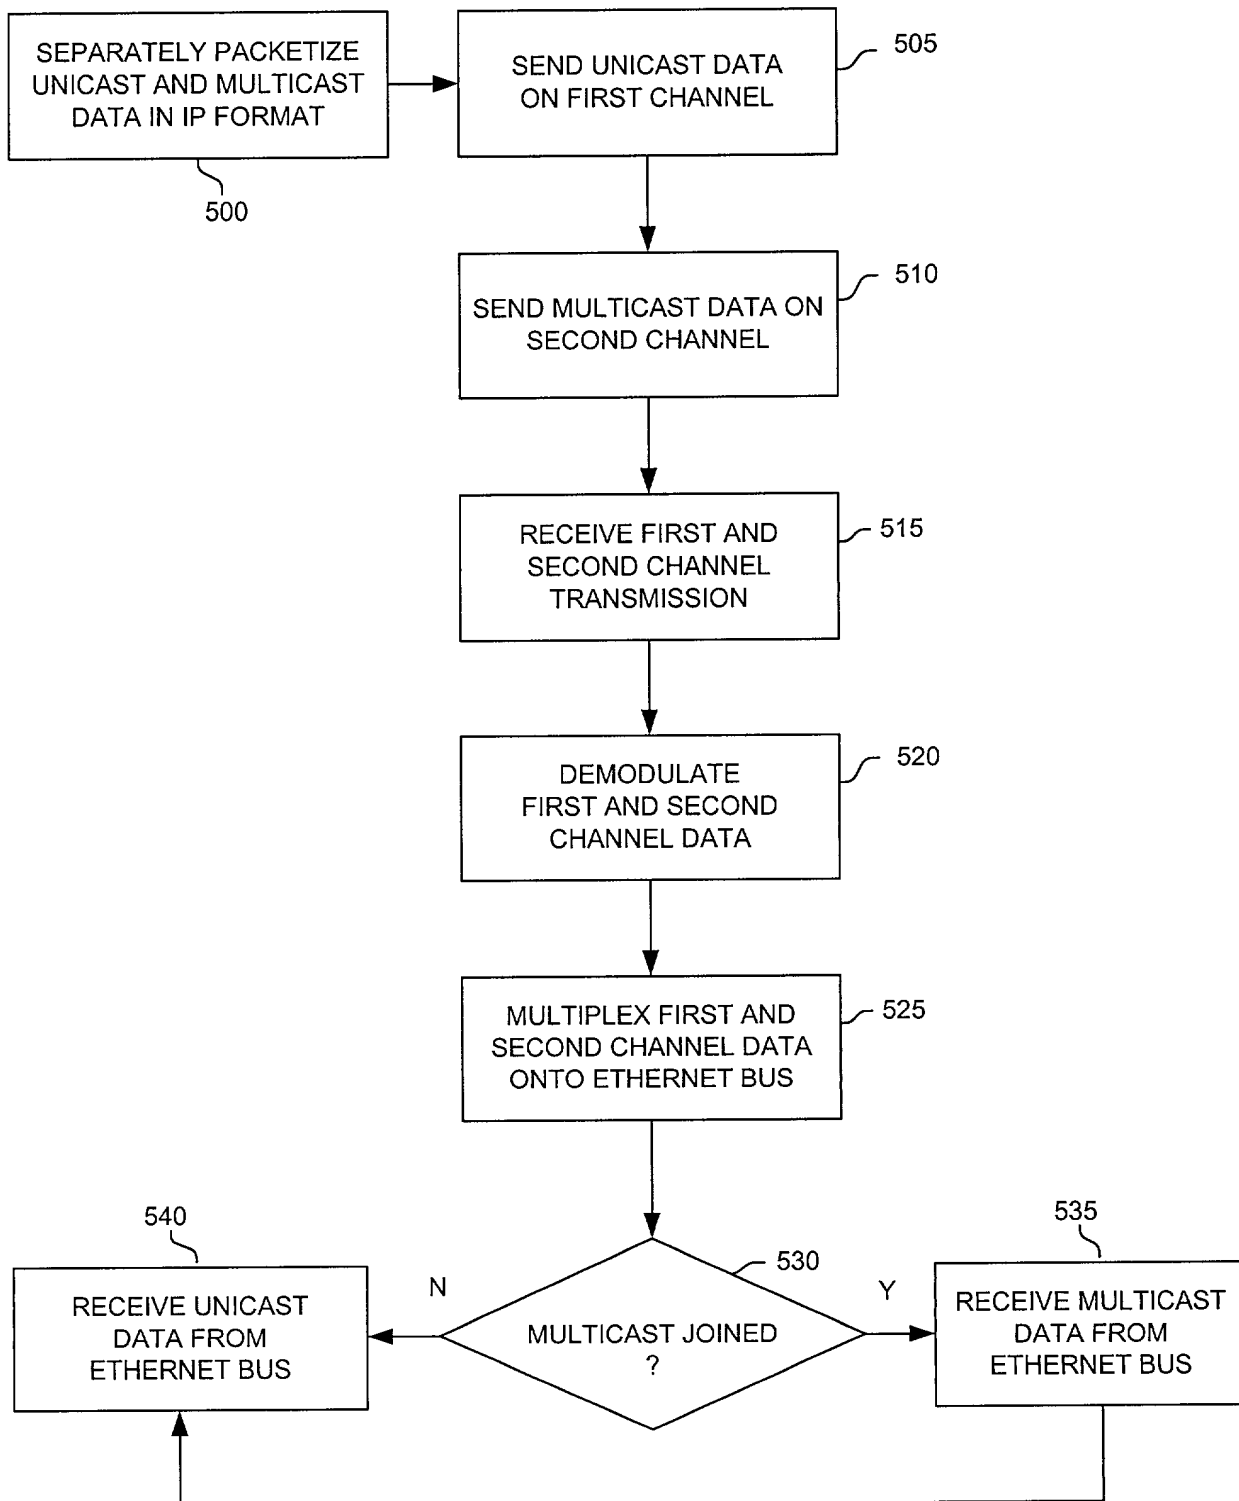 SEPARATELY PACKETIZE
UNICAST AND MULTICAST
DATA IN IP FORMAT
500
SEND UNICAST DATA
ON FIRST CHANNEL
505
SEND MULTICAST DATA ON
SECOND CHANNEL
510
RECEIVE FIRST AND
SECOND CHANNEL
TRANSMISSION
515
DEMODULATE
FIRST AND SECOND
CHANNEL DATA
520
MULTIPLEX FIRST AND
SECOND CHANNEL DATA
ONTO ETHERNET BUS
525
MULTICAST JOINED
?
530
N
Y
540
RECEIVE UNICAST
DATA FROM
ETHERNET BUS
535
RECEIVE MULTICAST
DATA FROM
ETHERNET BUS